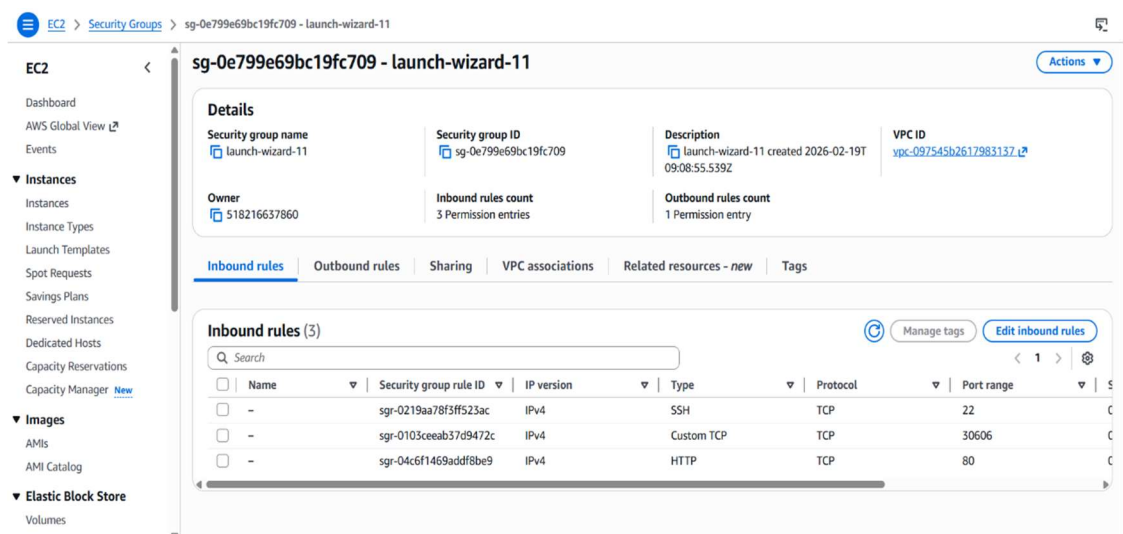 EC2 > Security Groups > sg-0e799e69bc19fc709 - launch-wizard-11
EC2
Dashboard
AWS Global View
Events
Instances
Instances
Instance Types
Launch Templates
Spot Requests
Savings Plans
Reserved Instances
Dedicated Hosts
Capacity Reservations
Capacity Manager New
Images
AMIs
AMI Catalog
Elastic Block Store
Volumes
sg-0e799e69bc19fc709 - launch-wizard-11
Actions
Details
Security group name
launch-wizard-11
Security group ID
sg-0e799e69bc19fc709
Description
launch-wizard-11 created 2026-02-19T
09:08:55.539Z
VPC ID
vpc-097545b2617983137
Owner
518216637860
Inbound rules count
3 Permission entries
Outbound rules count
1 Permission entry
Inbound rules | Outbound rules | Sharing | VPC associations | Related resources - new | Tags
Inbound rules (3)
Manage tags
Edit inbound rules
Search
< 1 >
Name | Security group rule ID | IP version | Type | Protocol | Port range
– sgr-0219aa78f3ff523ac IPv4 SSH TCP 22
– sgr-0103ceeab37d9472c IPv4 Custom TCP TCP 30606
– sgr-04c6f1469addf8be9 IPv4 HTTP TCP 80